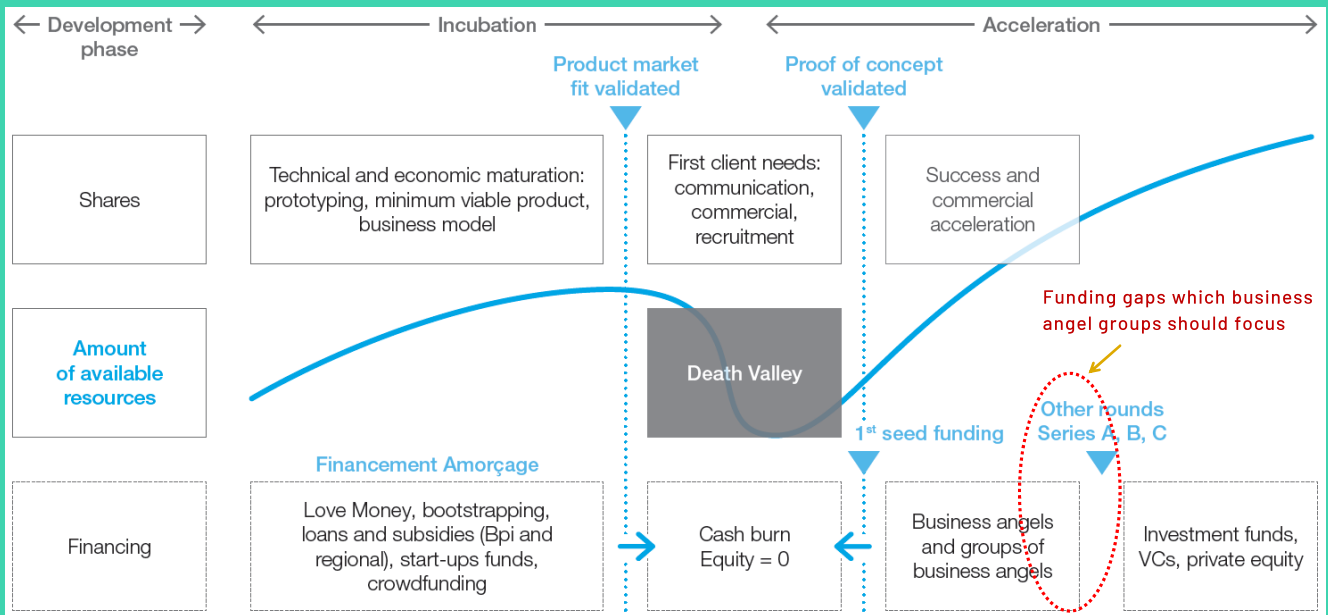 Development
phase
Incubation
Acceleration
Product market
fit validated
Proof of concept
validated
Shares
Technical and economic maturation:
prototyping, minimum viable product,
business model
First client needs:
communication,
commercial,
recruitment
Success and
commercial
acceleration
Funding gaps which business
angel groups should focus
Amount
of available
resources
Death Valley
Other rounds
Series A, B, C
1st seed funding
Financement Amorçage
Financing
Love Money, bootstrapping,
loans and subsidies (Bpi and
regional), start-ups funds,
crowdfunding
Cash burn
Equity = 0
Business angels
and groups of
business angels
Investment funds,
VCs, private equity